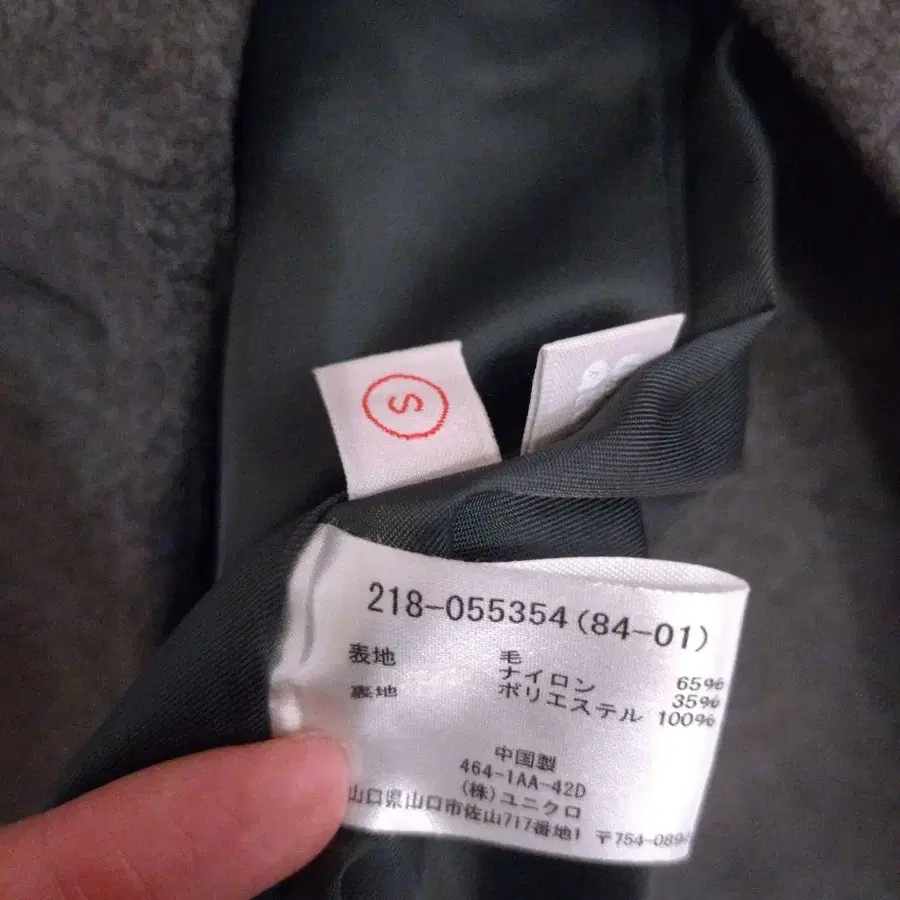 S
218-055354(84-01)
表地 毛 65%
ナイロン 35%
裏地 ポリエステル 100%
中国製
464-1AA-42D
(株)ユニクロ
山口県山口市佐山717番地1 〒754-089